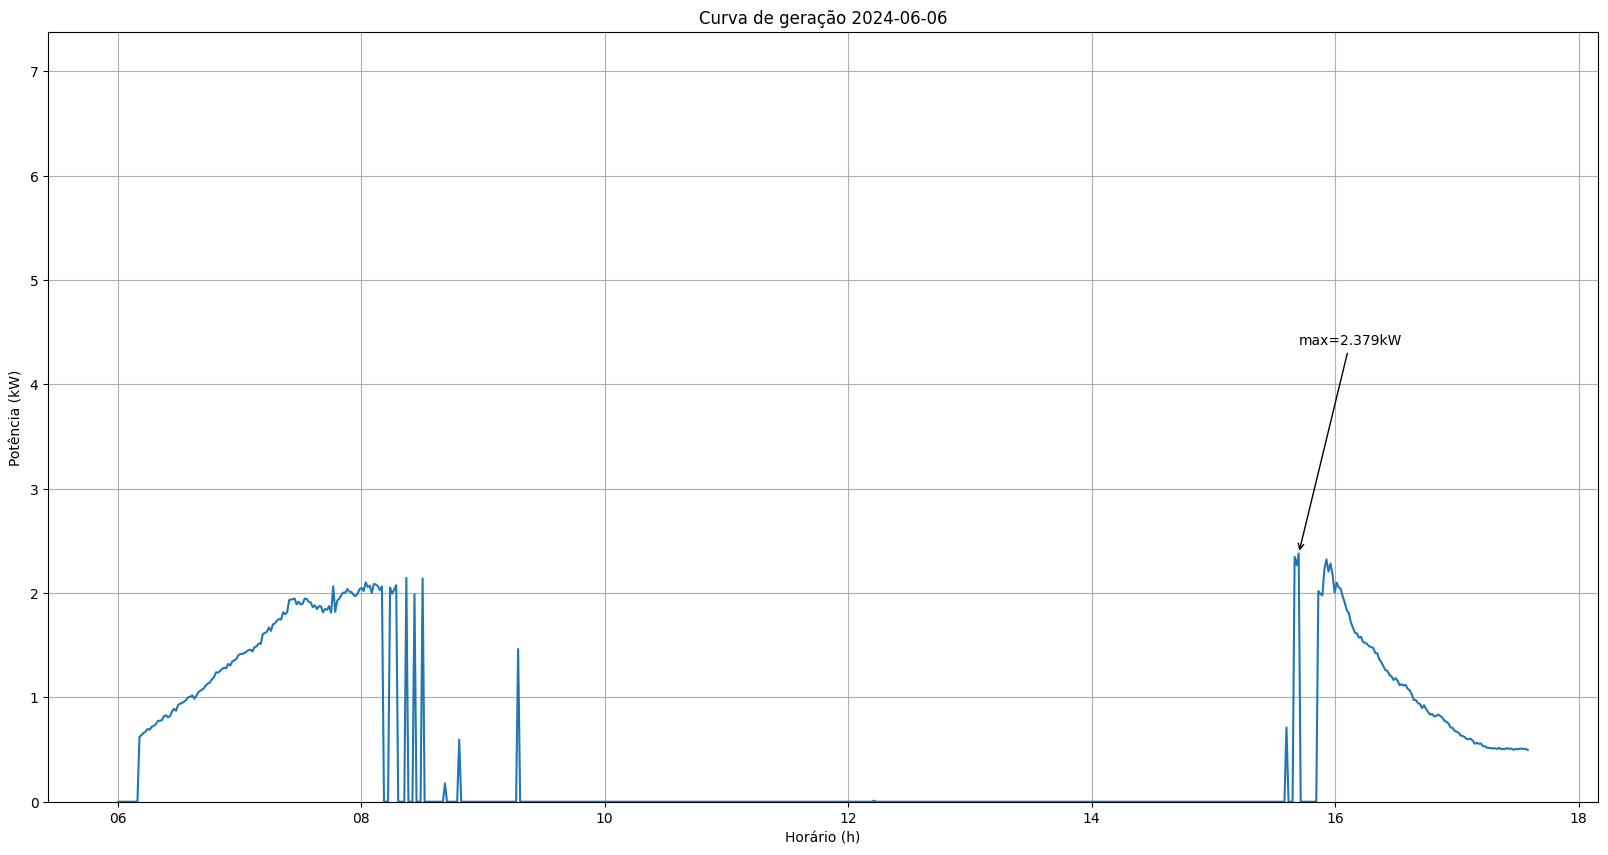 Curva de geração 2024-06-06
7
6
5
4
3
2
1
0
Potência (kW)
max=2.379kW
06 08 10 12 14 16 18
Horário (h)